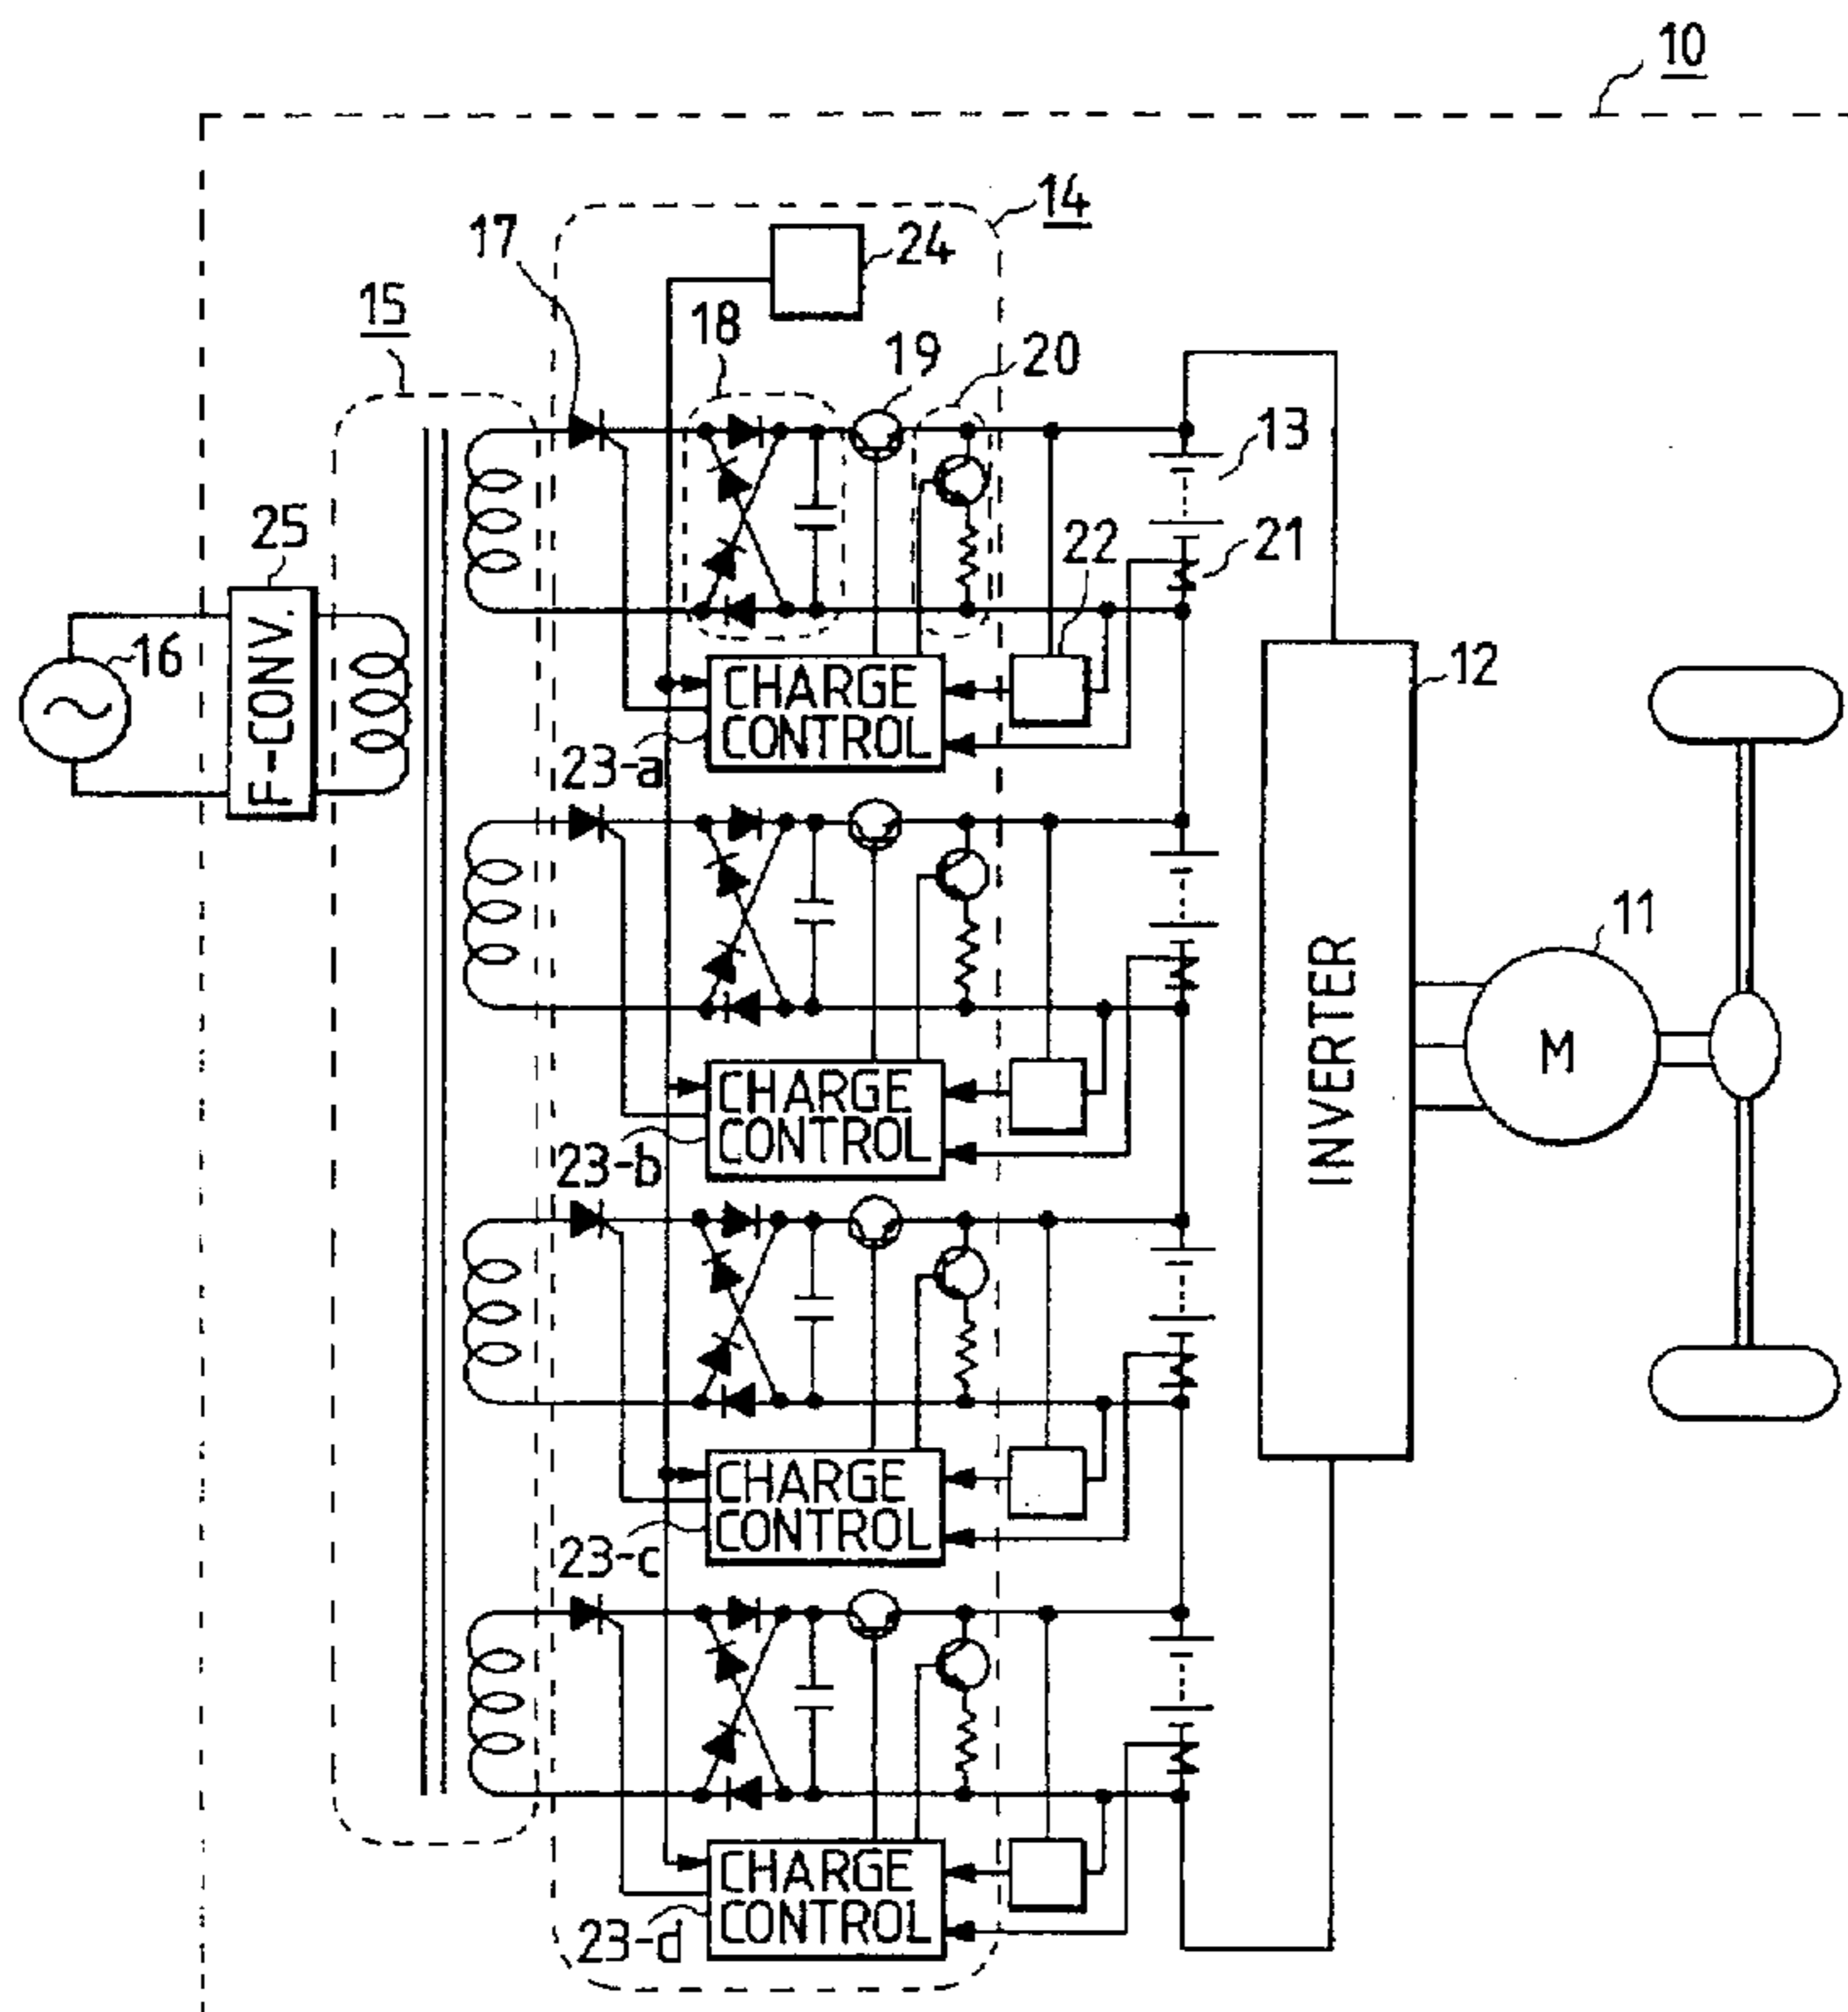 10
14
17
24
15
18
19
20
13
25
22
21
16
F-CONV.
CHARGE
CONTROL
12
23-a
11
CHARGE
CONTROL
INVERTER
M
23-b
CHARGE
CONTROL
23-c
CHARGE
CONTROL
23-d